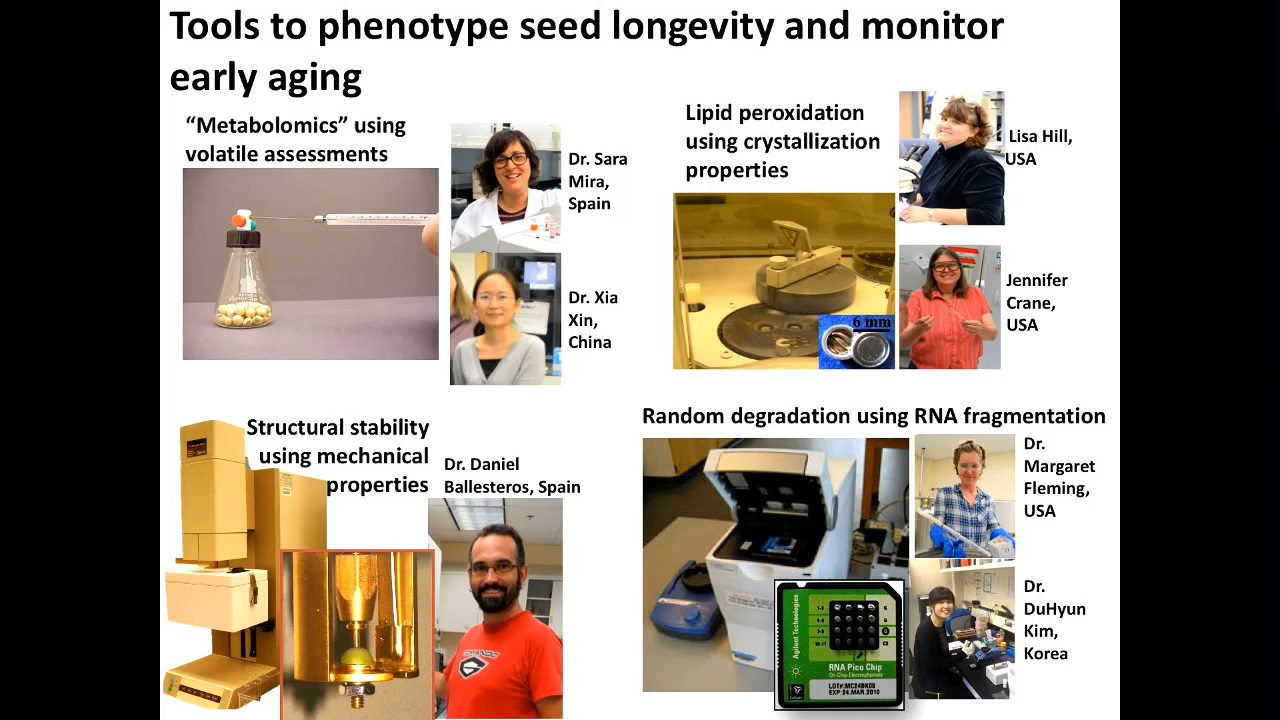 Tools to phenotype seed longevity and monitor
early aging
“Metabolomics” using
volatile assessments
Dr. Sara
Mira,
Spain
Dr. Xia
Xin,
China
Lipid peroxidation
using crystallization
properties
Lisa Hill,
USA
6 mm
Jennifer
Crane,
USA
Structural stability
using mechanical
properties
Dr. Daniel
Ballesteros, Spain
Random degradation using RNA fragmentation
Dr.
Margaret
Fleming,
USA
Agilent Technologies
RNA Pico Chip
On-Chip-Electrophoresis
LOT#:MC24BK09
EXP:24.MAR.2010
Dr.
DuHyun
Kim,
Korea